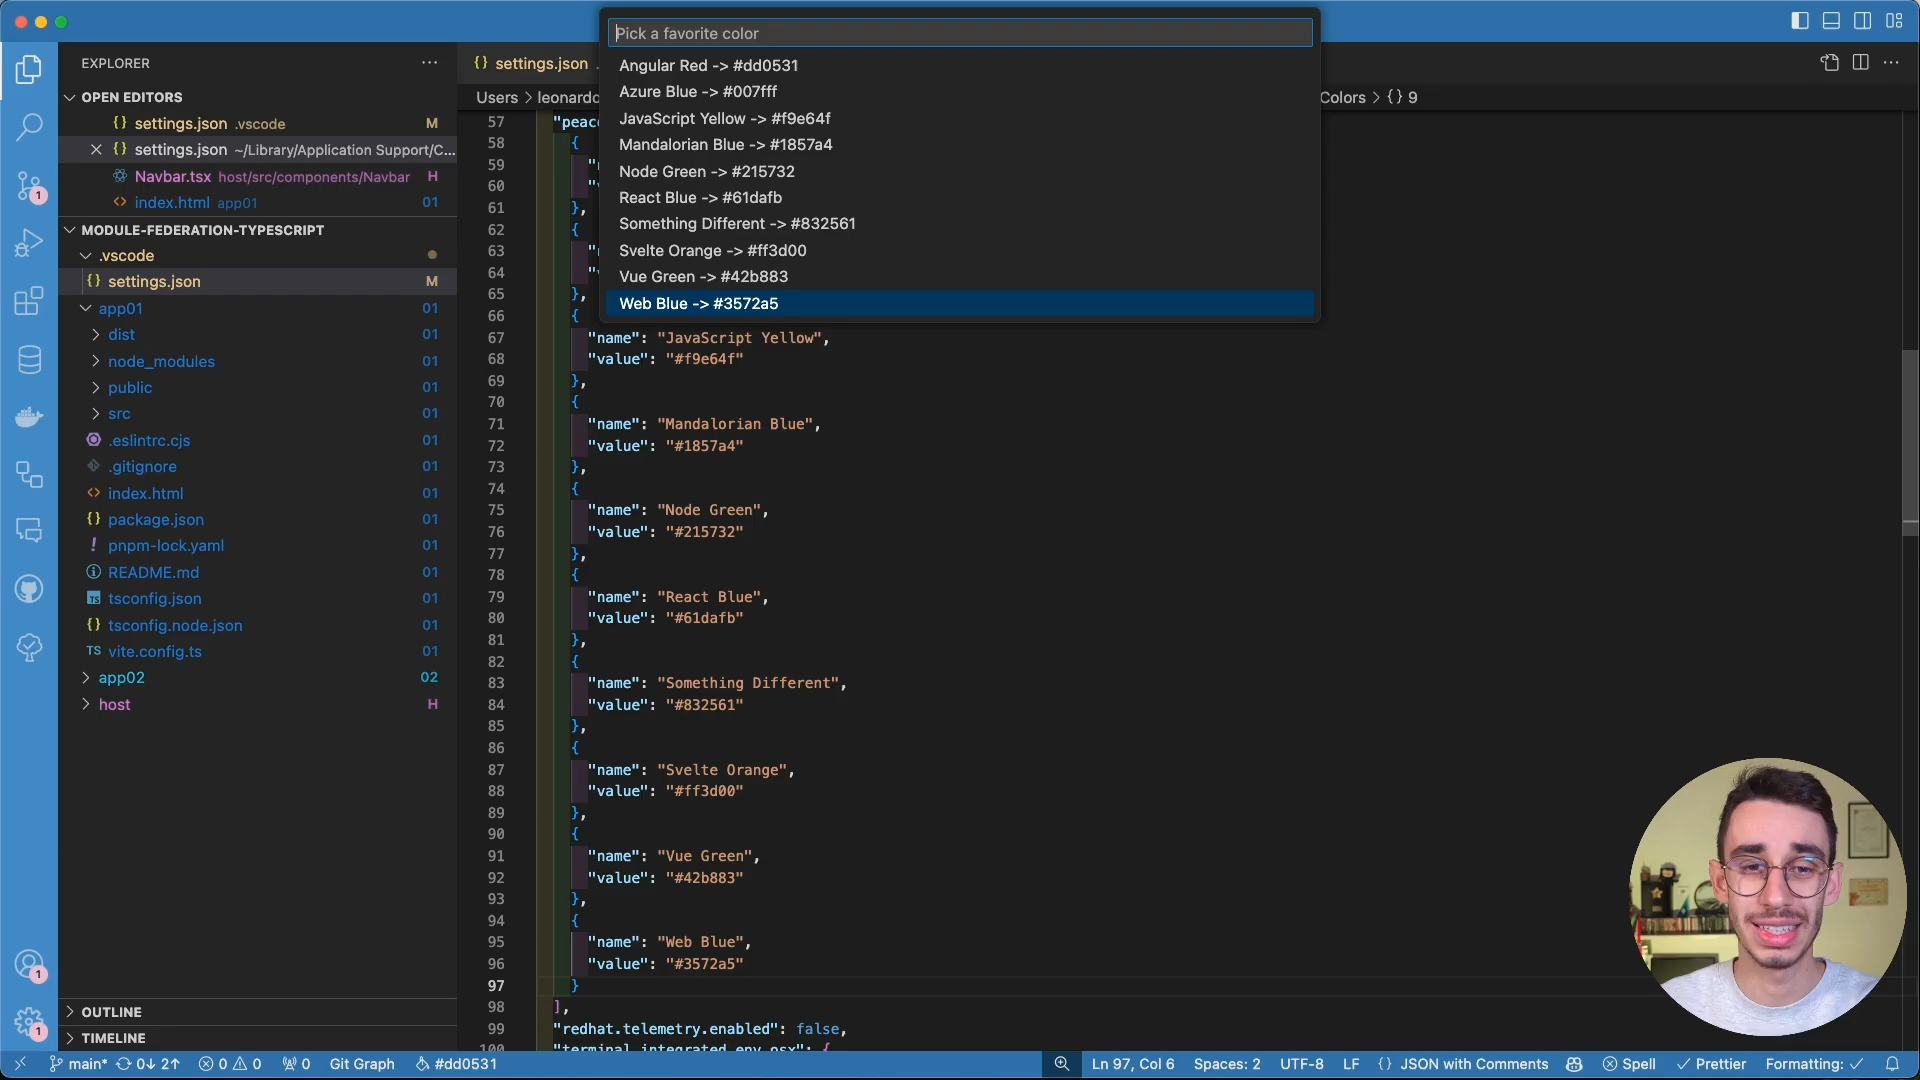 Pick a favorite color
Angular Red -> #dd0531
Azure Blue -> #007fff
JavaScript Yellow -> #f9e64f
Mandalorian Blue -> #1857a4
Node Green -> #215732
React Blue -> #61dafb
Something Different -> #832561
Svelte Orange -> #ff3d00
Vue Green -> #42b883
Web Blue -> #3572a5
EXPLORER
OPEN EDITORS
{} settings.json .vscode M
{} settings.json ~/Library/Application Support/C...
Navbar.tsx host/src/components/Navbar H
<> index.html app01 01
MODULE-FEDERATION-TYPESCRIPT
.vscode
{} settings.json M
app01 01
dist 01
node_modules 01
public 01
src 01
.eslintrc.cjs 01
.gitignore 01
<> index.html 01
{} package.json 01
! pnpm-lock.yaml 01
README.md 01
TS tsconfig.json 01
{} tsconfig.node.json 01
TS vite.config.ts 01
app02 02
host H
OUTLINE
TIMELINE
1
1
1
{} settings.json .
Users > leonardo
Colors > {} 9
57 "peac
58 {
59 "
60 "
61 },
62 {
63 "
64 "
65 },
66 {
67 "name": "JavaScript Yellow",
68 "value": "#f9e64f"
69 },
70 {
71 "name": "Mandalorian Blue",
72 "value": "#1857a4"
73 },
74 {
75 "name": "Node Green",
76 "value": "#215732"
77 },
78 {
79 "name": "React Blue",
80 "value": "#61dafb"
81 },
82 {
83 "name": "Something Different",
84 "value": "#832561"
85 },
86 {
87 "name": "Svelte Orange",
88 "value": "#ff3d00"
89 },
90 {
91 "name": "Vue Green",
92 "value": "#42b883"
93 },
94 {
95 "name": "Web Blue",
96 "value": "#3572a5"
97 }
98 ],
99 "redhat.telemetry.enabled": false,
100 "terminal.integrated.env.osx": {
main* 0↓ 2↑ 0 0 0 Git Graph #dd0531 Ln 97, Col 6 Spaces: 2 UTF-8 LF {} JSON with Comments Spell Prettier Formatting: ✓